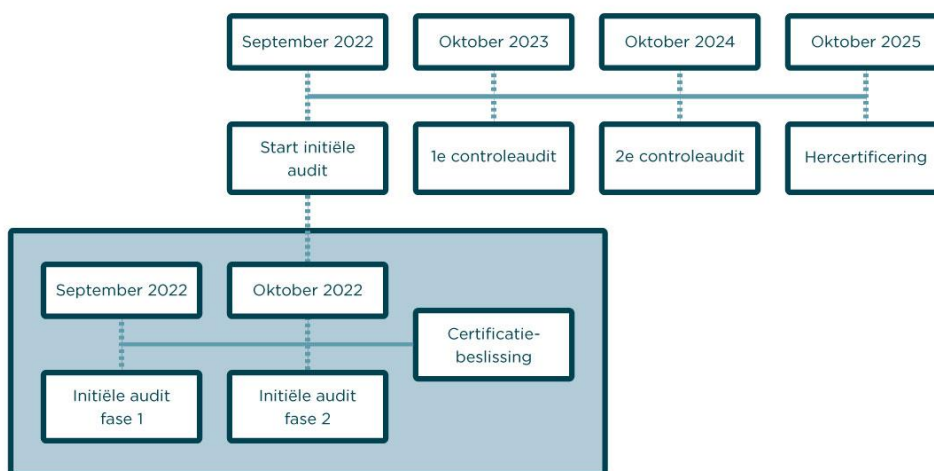 September 2022
Oktober 2023
Oktober 2024
Oktober 2025
Start initiële
audit
1e controleaudit
2e controleaudit
Hercertificering
September 2022
Oktober 2022
Certificatie-
beslissing
Initiële audit
fase 1
Initiële audit
fase 2